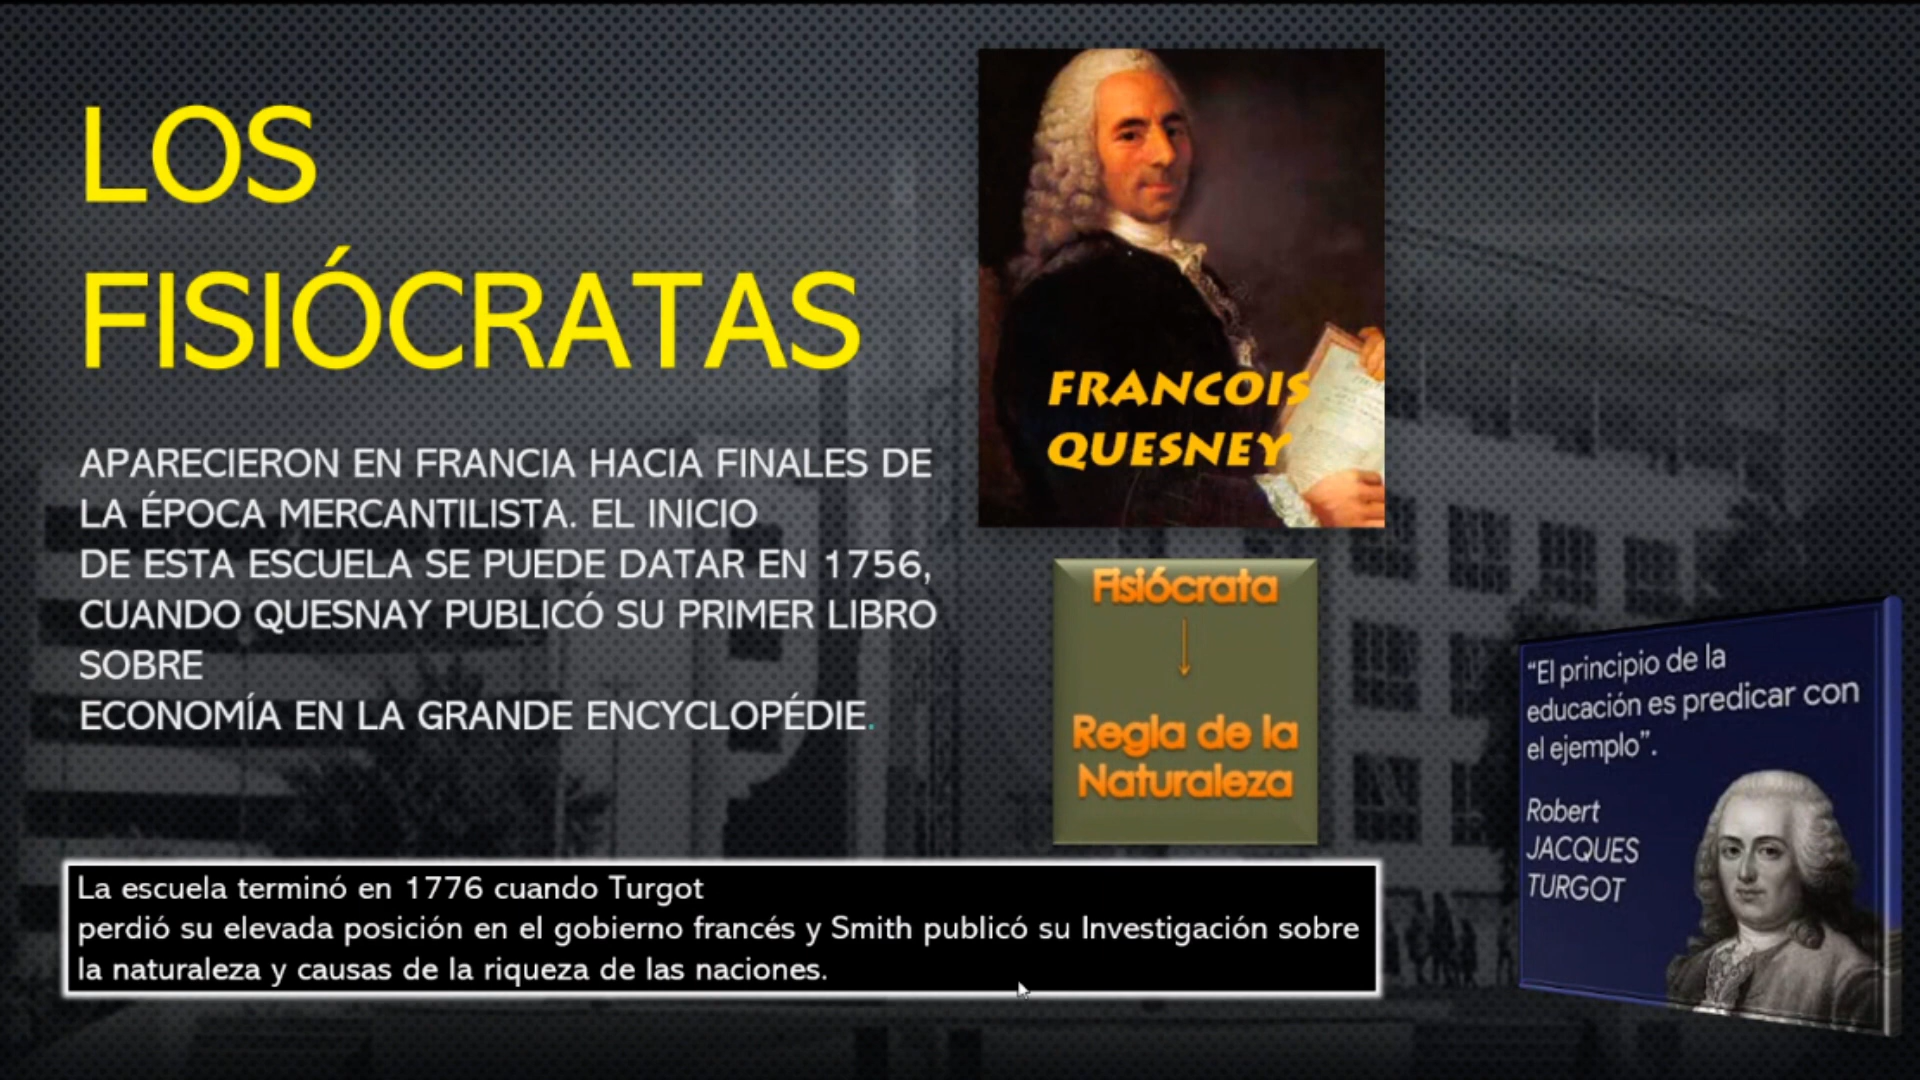 LOS
FISIÓCRATAS
APARECIERON EN FRANCIA HACIA FINALES DE
LA ÉPOCA MERCANTILISTA. EL INICIO
DE ESTA ESCUELA SE PUEDE DATAR EN 1756,
CUANDO QUESNAY PUBLICÓ SU PRIMER LIBRO
SOBRE
ECONOMÍA EN LA GRANDE ENCYCLOPÉDIE.
FRANCOIS
QUESNEY
Fisiócrata
Regla de la
Naturaleza
"El principio de la
educación es predicar con
el ejemplo".
Robert
JACQUES
TURGOT
La escuela terminó en 1776 cuando Turgot
perdió su elevada posición en el gobierno francés y Smith publicó su Investigación sobre
la naturaleza y causas de la riqueza de las naciones.